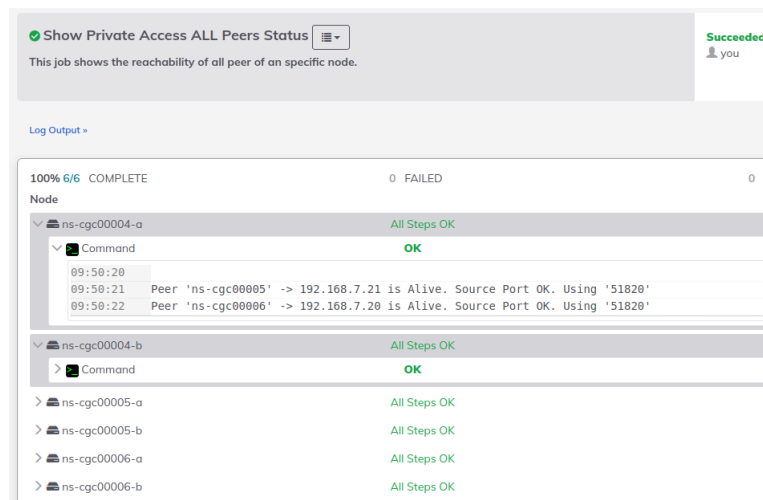 Show Private Access ALL Peers Status
This job shows the reachability of all peer of an specific node.
Succeeded
you
Log Output »
100% 6/6 COMPLETE 0 FAILED 0
Node
ns-cgc00004-a All Steps OK
Command OK
09:50:20
09:50:21 Peer 'ns-cgc00005' -> 192.168.7.21 is Alive. Source Port OK. Using '51820'
09:50:22 Peer 'ns-cgc00006' -> 192.168.7.20 is Alive. Source Port OK. Using '51820'
ns-cgc00004-b All Steps OK
Command OK
ns-cgc00005-a All Steps OK
ns-cgc00005-b All Steps OK
ns-cgc00006-a All Steps OK
ns-cgc00006-b All Steps OK